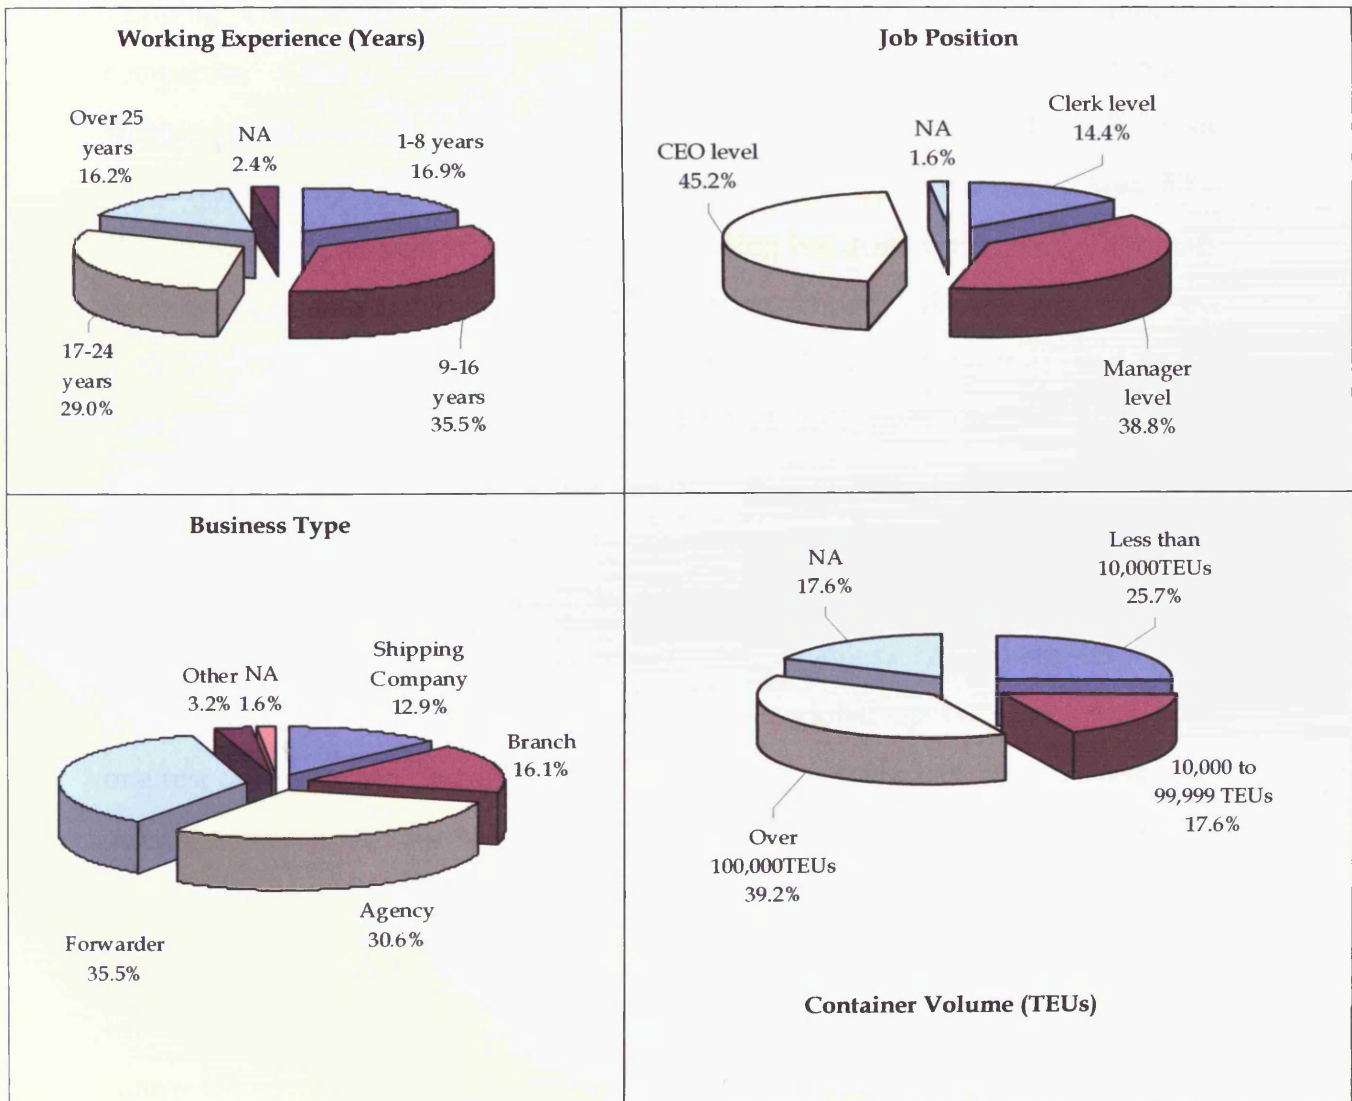 Working Experience (Years)
Over 25
years
16.2%
NA
2.4%
1-8 years
16.9%
17-24
years
29.0%
9-16
years
35.5%
Job Position
CEO level
45.2%
NA
1.6%
Clerk level
14.4%
Manager
level
38.8%
Business Type
Other NA
3.2% 1.6%
Shipping
Company
12.9%
Branch
16.1%
Agency
30.6%
Forwarder
35.5%
NA
17.6%
Less than
10,000TEUs
25.7%
10,000 to
99,999 TEUs
17.6%
Over
100,000TEUs
39.2%
Container Volume (TEUs)